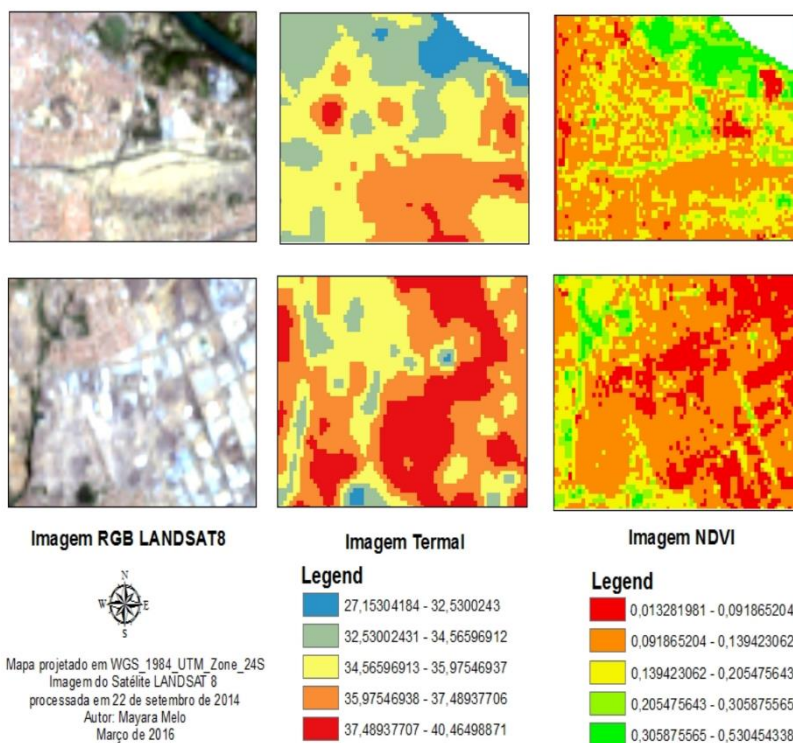 Imagem RGB LANDSAT8
N
W E
S
Mapa projetado em WGS_1984_UTM_Zone_24S
Imagem do Satélite LANDSAT 8
processada em 22 de setembro de 2014
Autor: Mayara Melo
Março de 2016
Imagem Termal
Legend
27,15304184 - 32,5300243
32,53002431 - 34,56596912
34,56596913 - 35,97546937
35,97546938 - 37,48937706
37,48937707 - 40,46498871
Imagem NDVI
Legend
0,013281981 - 0,091865204
0,091865204 - 0,139423062
0,139423062 - 0,205475643
0,205475643 - 0,305875565
0,305875565 - 0,530454338